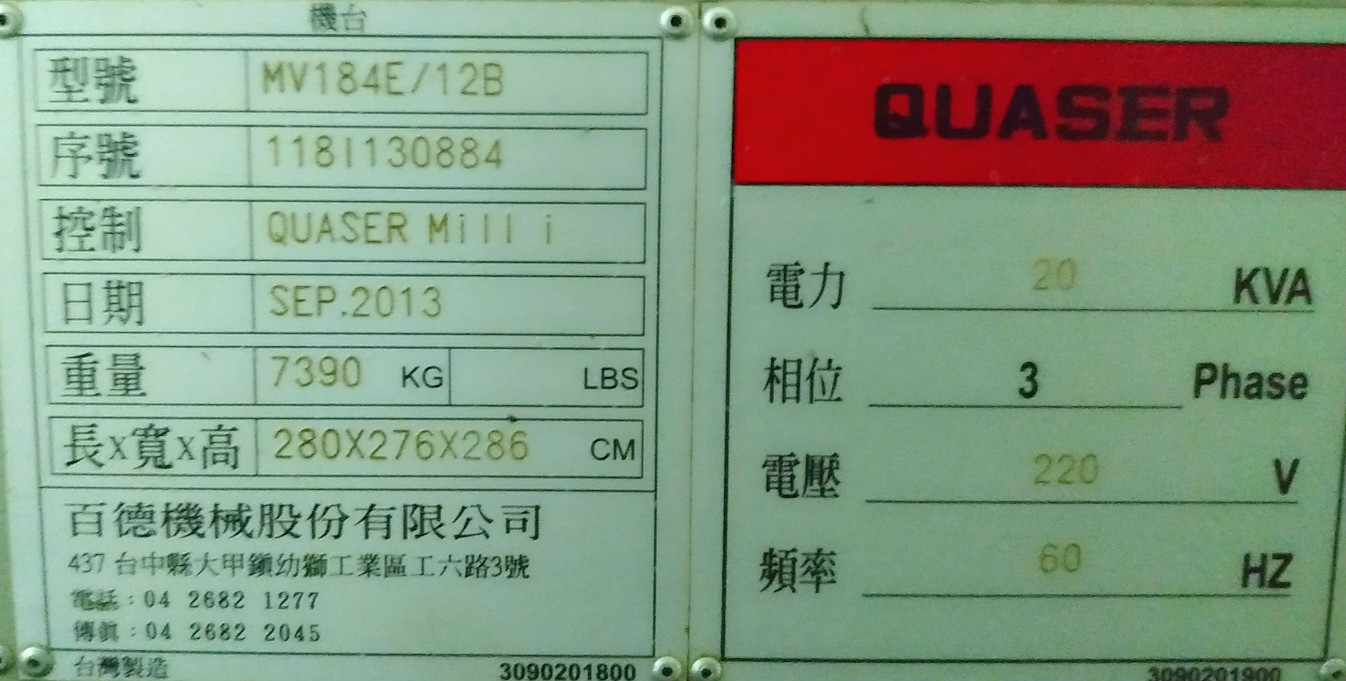 機台
型號 MV184E/12B
序號 118I130884
控制 QUASER Mill i
日期 SEP.2013
重量 7390 KG LBS
長x寬x高 280X276X286 CM
百德機械股份有限公司
437 台中縣大甲鎮幼獅工業區工六路3號
電話：04 2682 1277
傳真：04 2682 2045
台灣製造 3090201800
QUASER
電力 20 KVA
相位 3 Phase
電壓 220 V
頻率 60 HZ
3090201900